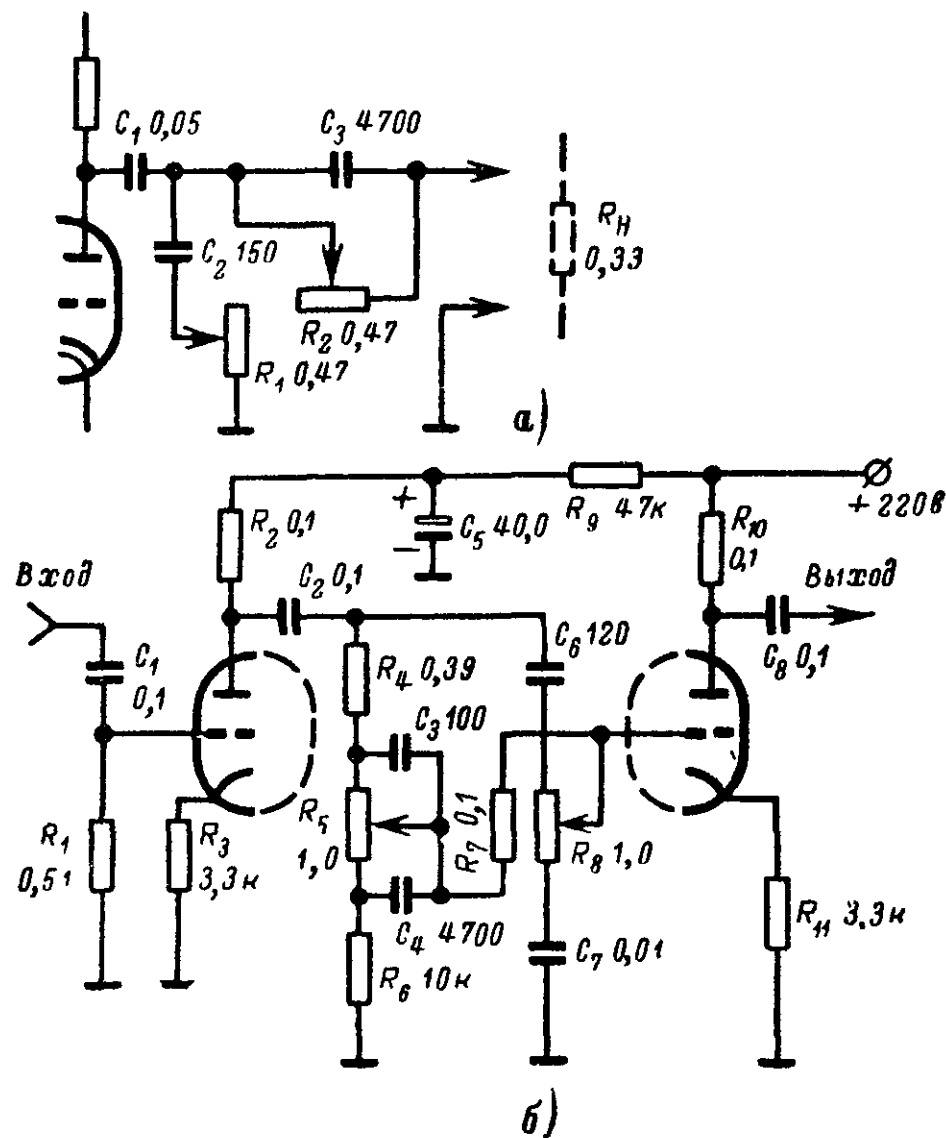 C₁ 0,05
C₃ 4700
C₂ 150
R₂ 0,47
R₁ 0,47
Rн
0,33
а)
+
−
R₂ 0,1
C₅ 40,0
R₉ 47к
+220в
R₁₀
0,1
Вход
Выход
C₂ 0,1
C₁
0,1
R₄ 0,39
C₆ 120
C₈ 0,1
C₃ 100
R₁
0,51
R₃
3,3к
R₅
1,0
R₇ 0,1
R₈ 1,0
C₄ 4700
R₁₁ 3.3к
R₆ 10к
C₇ 0,01
б)